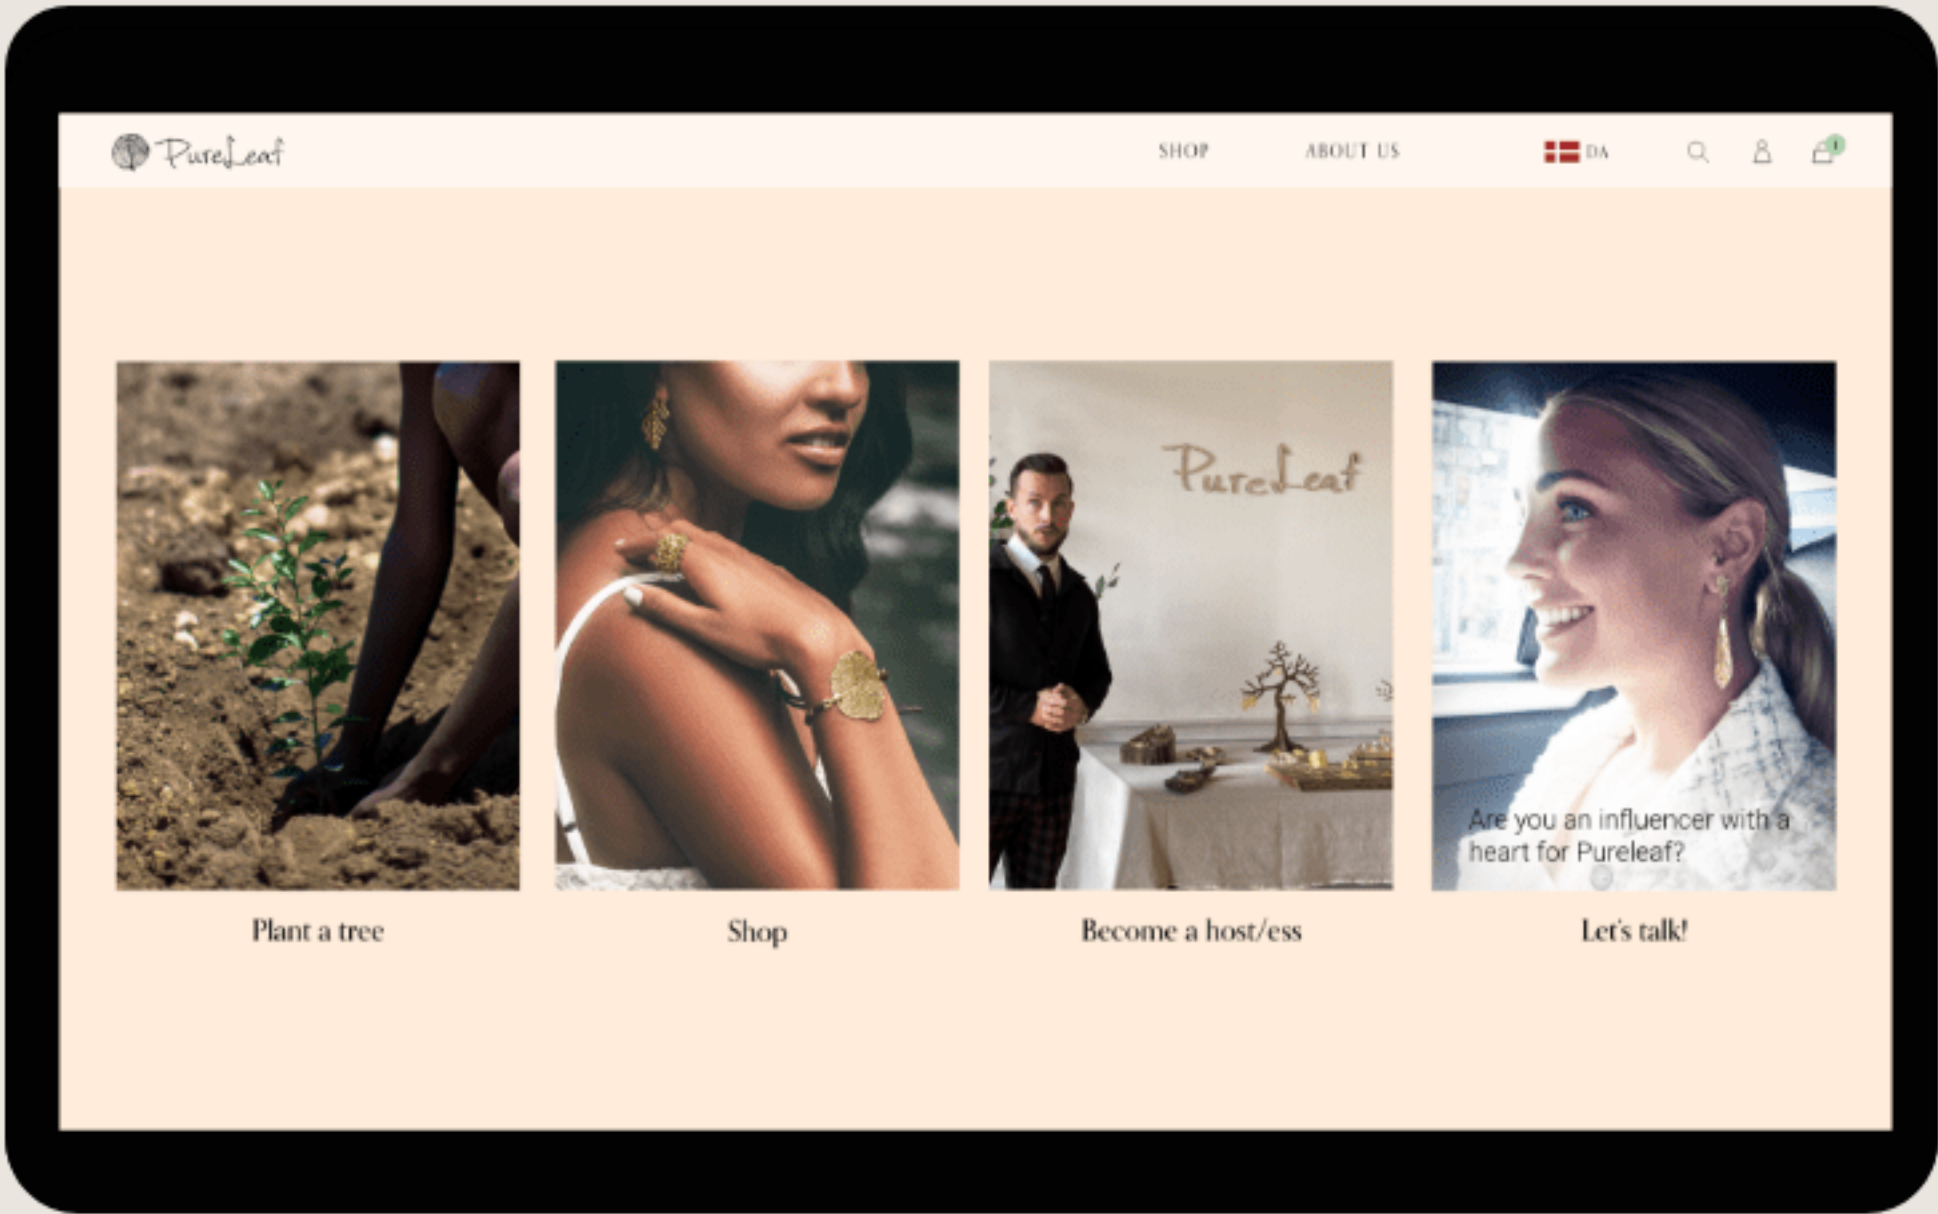 PureLeaf
SHOP
ABOUT US
DA
1
PureLeaf
Are you an influencer with a
heart for Pureleaf?
Plant a tree
Shop
Become a host/ess
Let's talk!